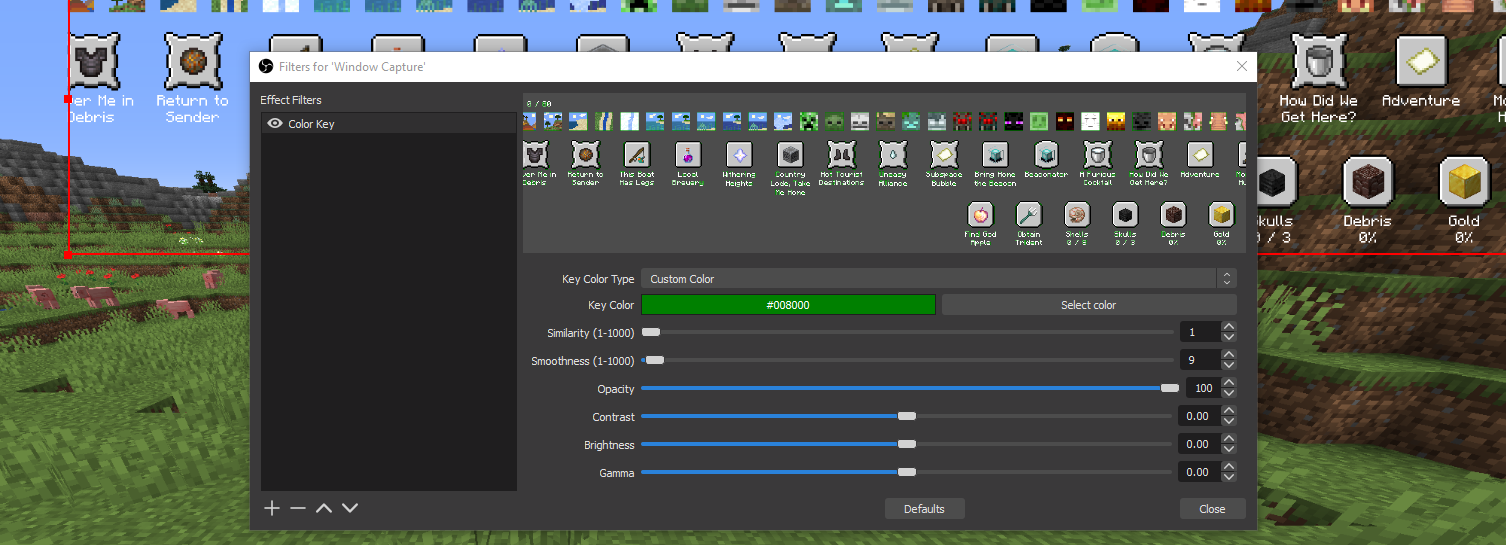 Filters for 'Window Capture'
Effect Filters
Color Key
er Me in
Debris
Return to
Sender
How Did We
Get Here?
Adventure
Skulls
/ 3
Debris
0%
Gold
0%
0 / 80
ver Me in
Debris
Return to
Sender
This Boat
Has Legs
Local
Brewery
Withering
Heights
Country
Lode, Take
Me Home
Hot Tourist
Destinations
Uneasy
Alliance
Subspace
Bubble
Bring Home
the Beacon
Beaconator
A Furious
Cocktail
How Did We
Get Here?
Adventure
Find God
Apple
Obtain
Trident
Shells
0 / 8
Skulls
0 / 3
Debris
0%
Gold
0%
Key Color Type
Custom Color
Key Color
#008000
Select color
Similarity (1-1000)
1
Smoothness (1-1000)
9
Opacity
100
Contrast
0.00
Brightness
0.00
Gamma
0.00
Defaults
Close